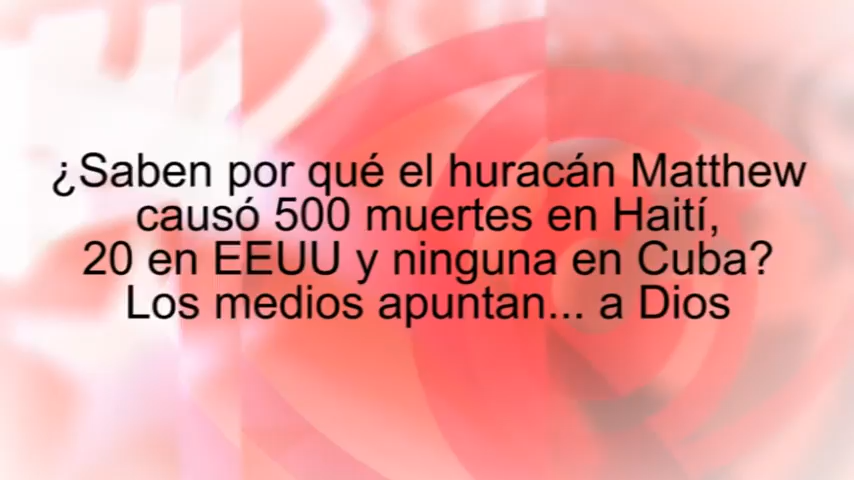 ¿Saben por qué el huracán Matthew
causó 500 muertes en Haití,
20 en EEUU y ninguna en Cuba?
Los medios apuntan... a Dios